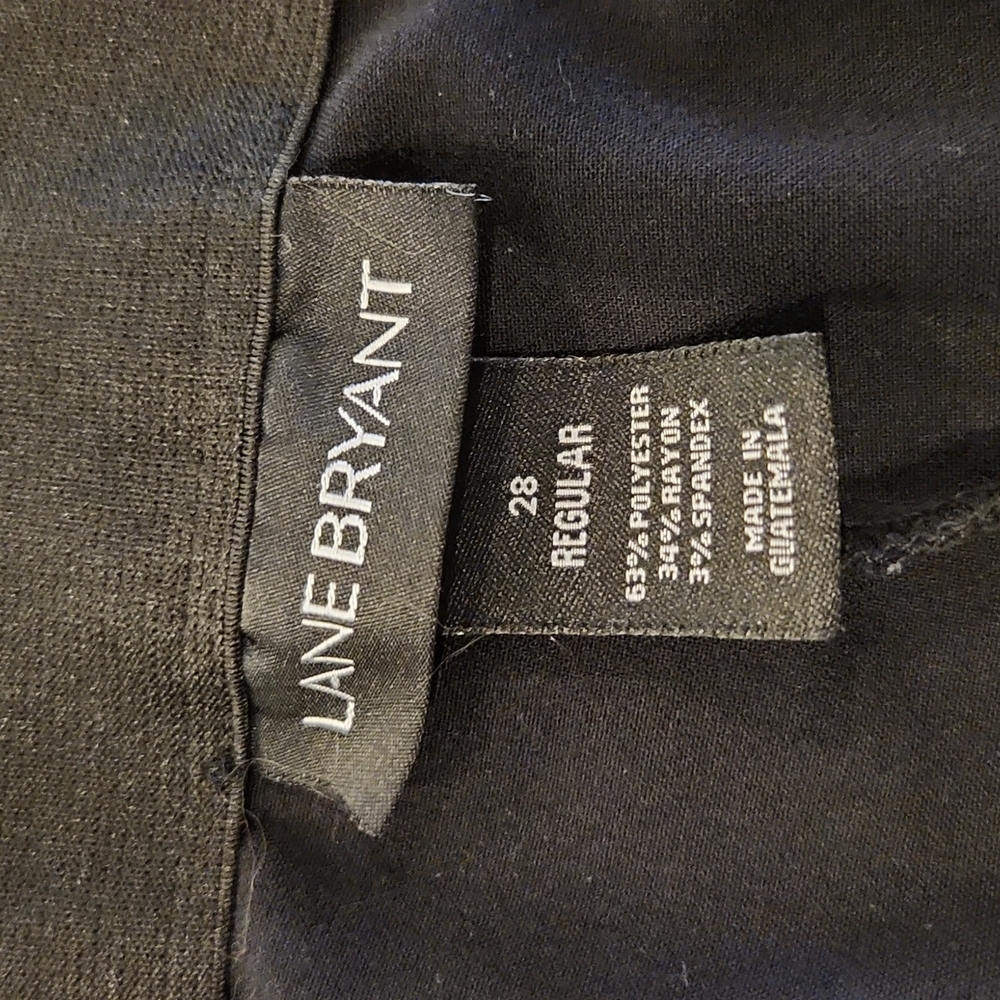 LANE BRYANT
28
REGULAR
63% POLYESTER
34% RAYON
3% SPANDEX
MADE IN
GUATEMALA